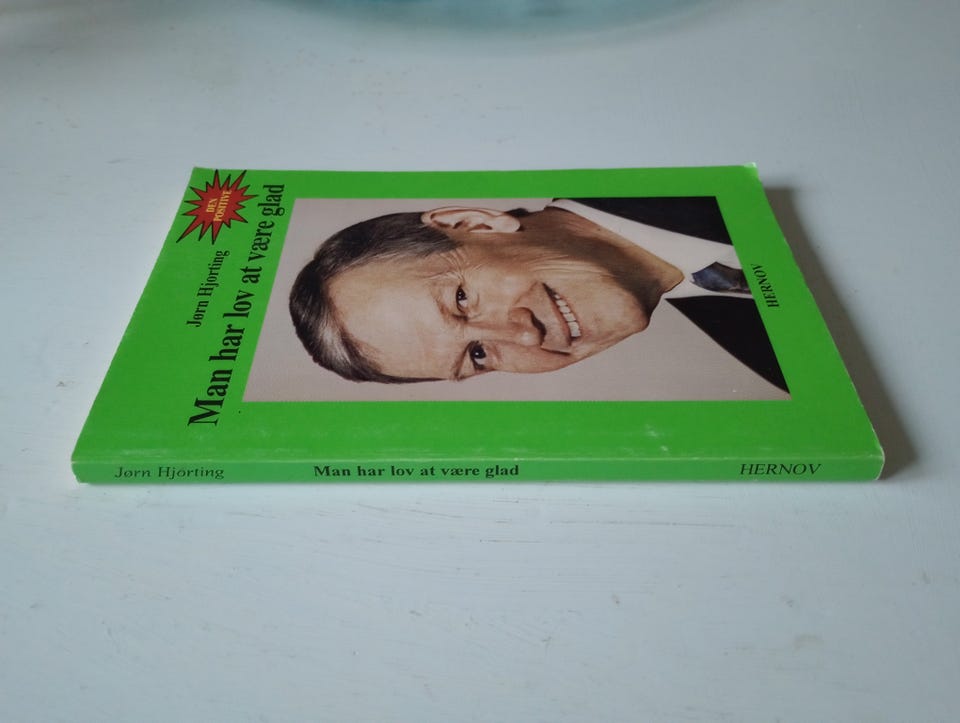 DEN
POSITIVE
Jørn Hjorting
Man har lov at være glad
HERNOV
Jørn Hjörting
Man har lov at være glad
HERNOV